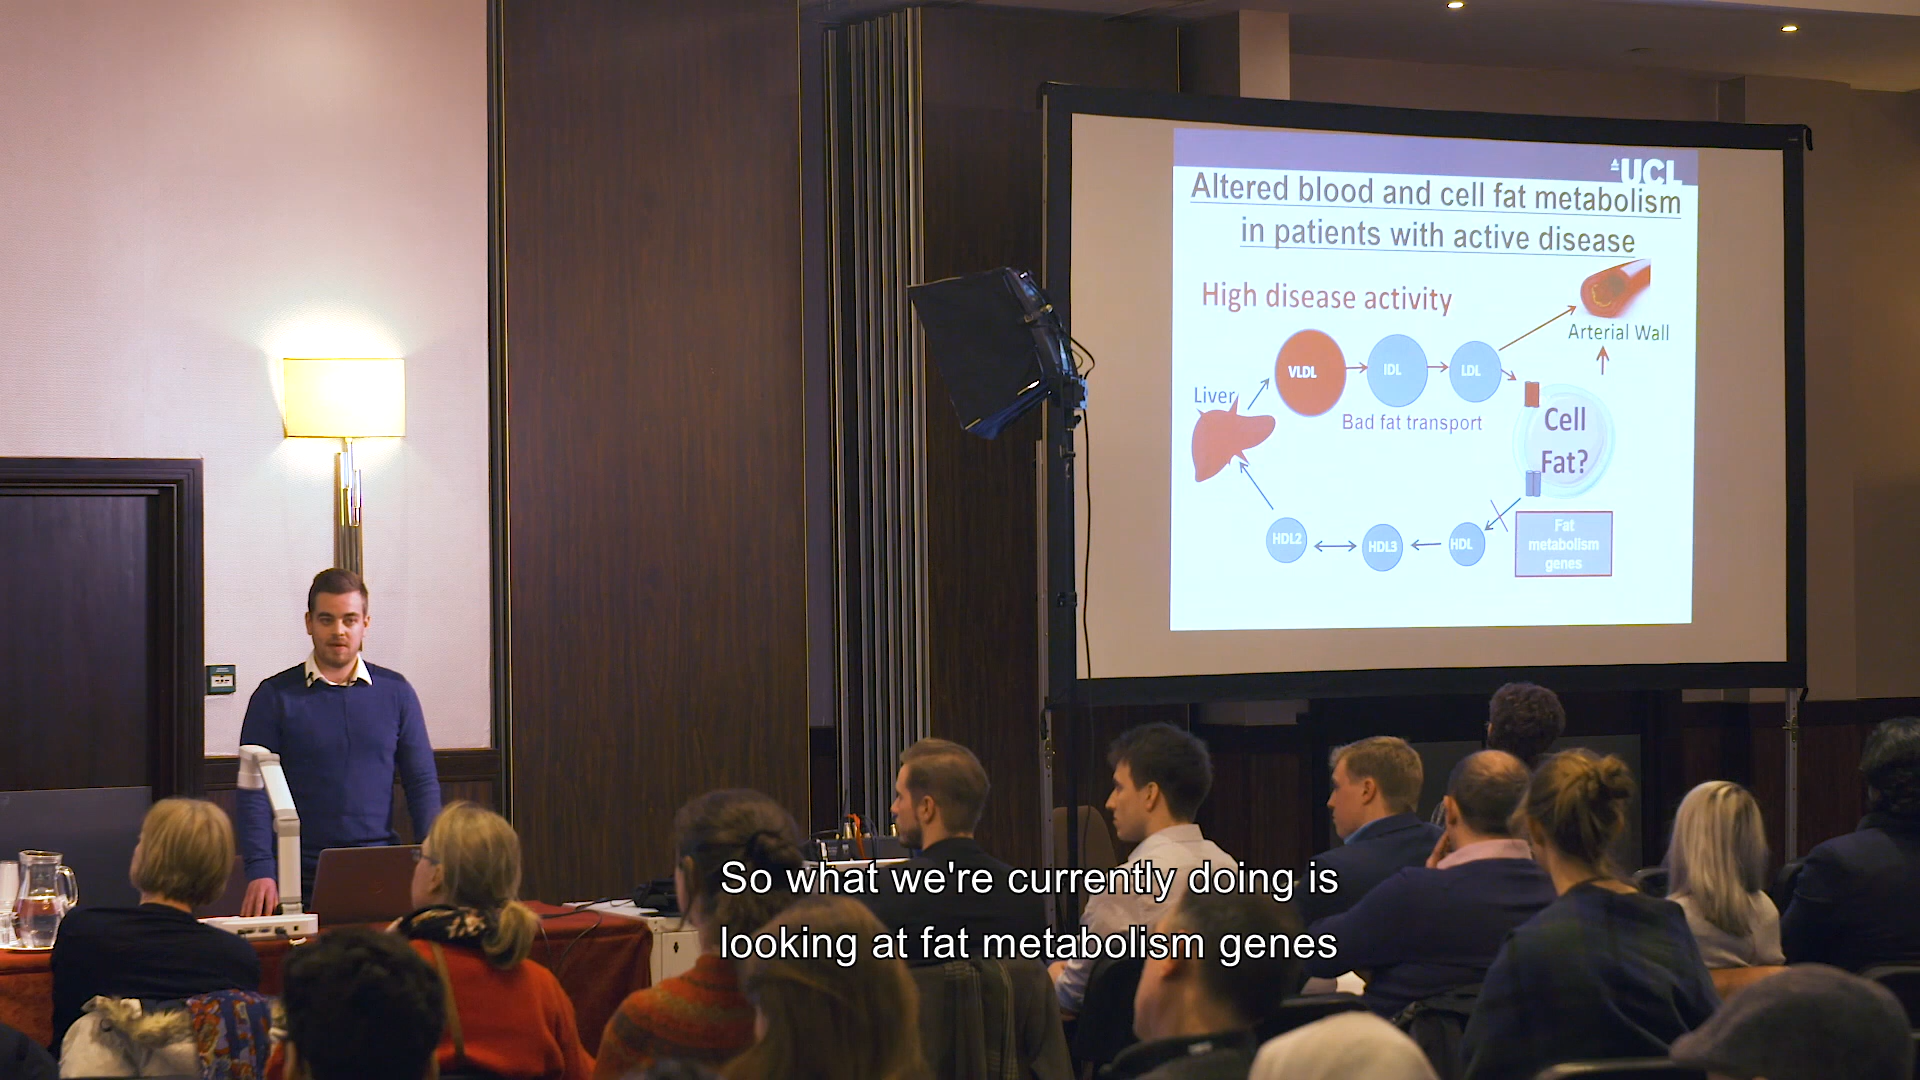 UCL
Altered blood and cell fat metabolism
in patients with active disease
High disease activity
Arterial Wall
VLDL
IDL
LDL
Liver
Bad fat transport
Cell
Fat?
HDL2
HDL3
HDL
Fat
metabolism
genes
So what we're currently doing is
looking at fat metabolism genes